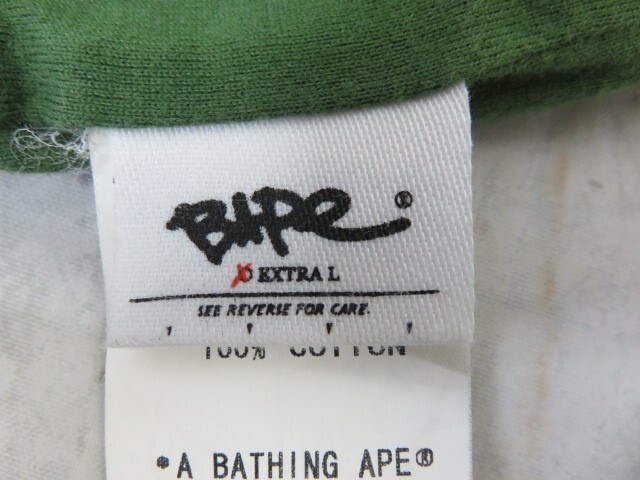 BAPE ®
EXTRA L
SEE REVERSE FOR CARE.
100% COTTON
*A BATHING APE®